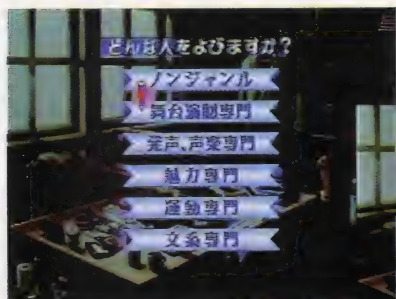 どんな人をよびますか？
ノンジャンル
舞台演劇専門
発声、声楽専門
魅力専門
運動専門
文系専門